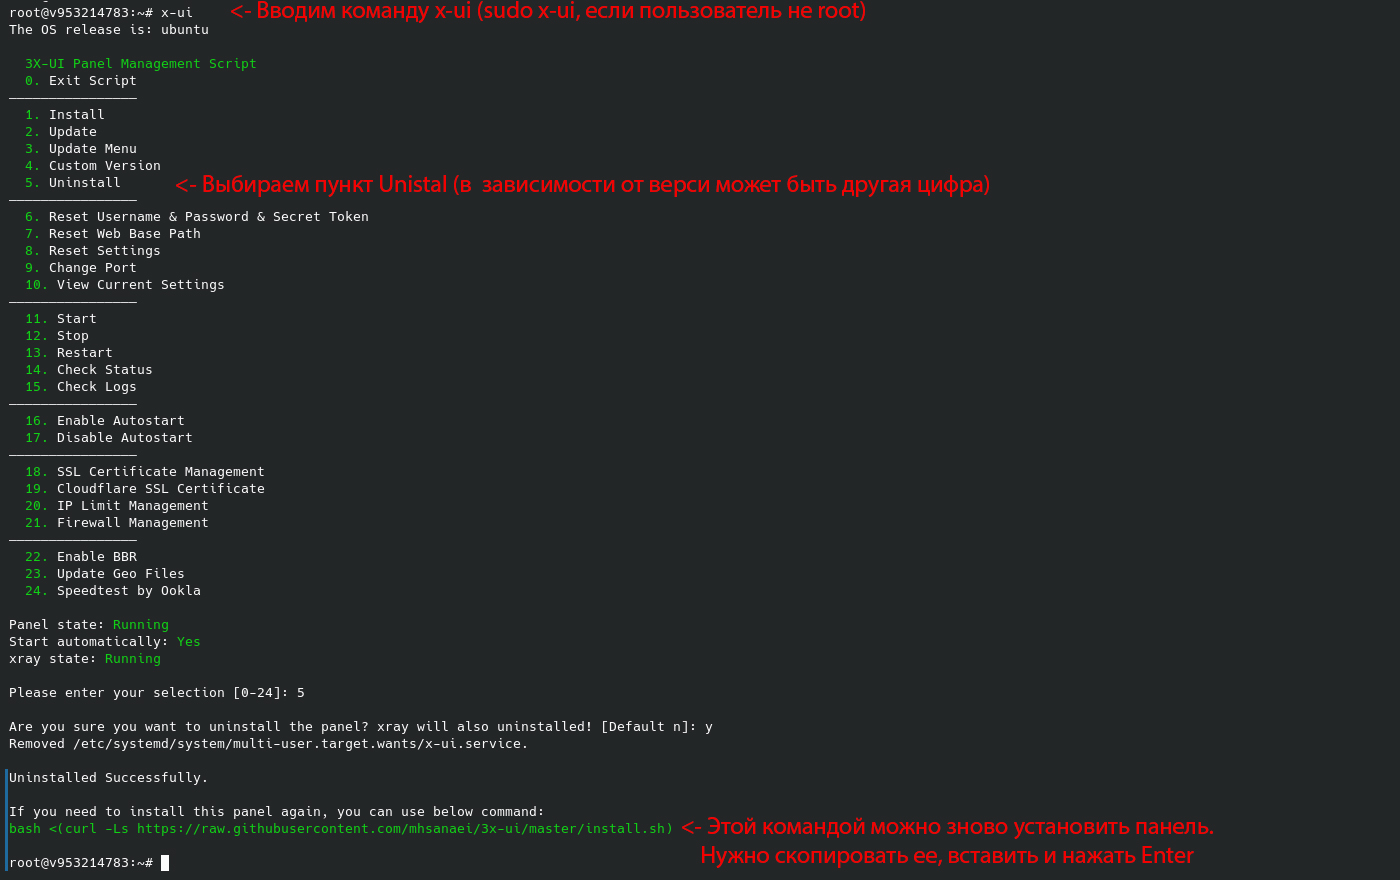 root@v953214783:~# x-ui <- Вводим команду x-ui (sudo x-ui, если пользователь не root)
The OS release is: ubuntu
3X-UI Panel Management Script
0. Exit Script
————————————————
1. Install
2. Update
3. Update Menu
4. Custom Version
5. Uninstall <- Выбираем пункт Unistal (в зависимости от верси может быть другая цифра)
————————————————
6. Reset Username & Password & Secret Token
7. Reset Web Base Path
8. Reset Settings
9. Change Port
10. View Current Settings
————————————————
11. Start
12. Stop
13. Restart
14. Check Status
15. Check Logs
————————————————
16. Enable Autostart
17. Disable Autostart
————————————————
18. SSL Certificate Management
19. Cloudflare SSL Certificate
20. IP Limit Management
21. Firewall Management
————————————————
22. Enable BBR
23. Update Geo Files
24. Speedtest by Ookla
Panel state: Running
Start automatically: Yes
xray state: Running
Please enter your selection [0-24]: 5
Are you sure you want to uninstall the panel? xray will also uninstalled! [Default n]: y
Removed /etc/systemd/system/multi-user.target.wants/x-ui.service.
Uninstalled Successfully.
If you need to install this panel again, you can use below command:
bash <(curl -Ls https://raw.githubusercontent.com/mhsanaei/3x-ui/master/install.sh) <- Этой командой можно зново установить панель.
Нужно скопировать ее, вставить и нажать Enter
root@v953214783:~#